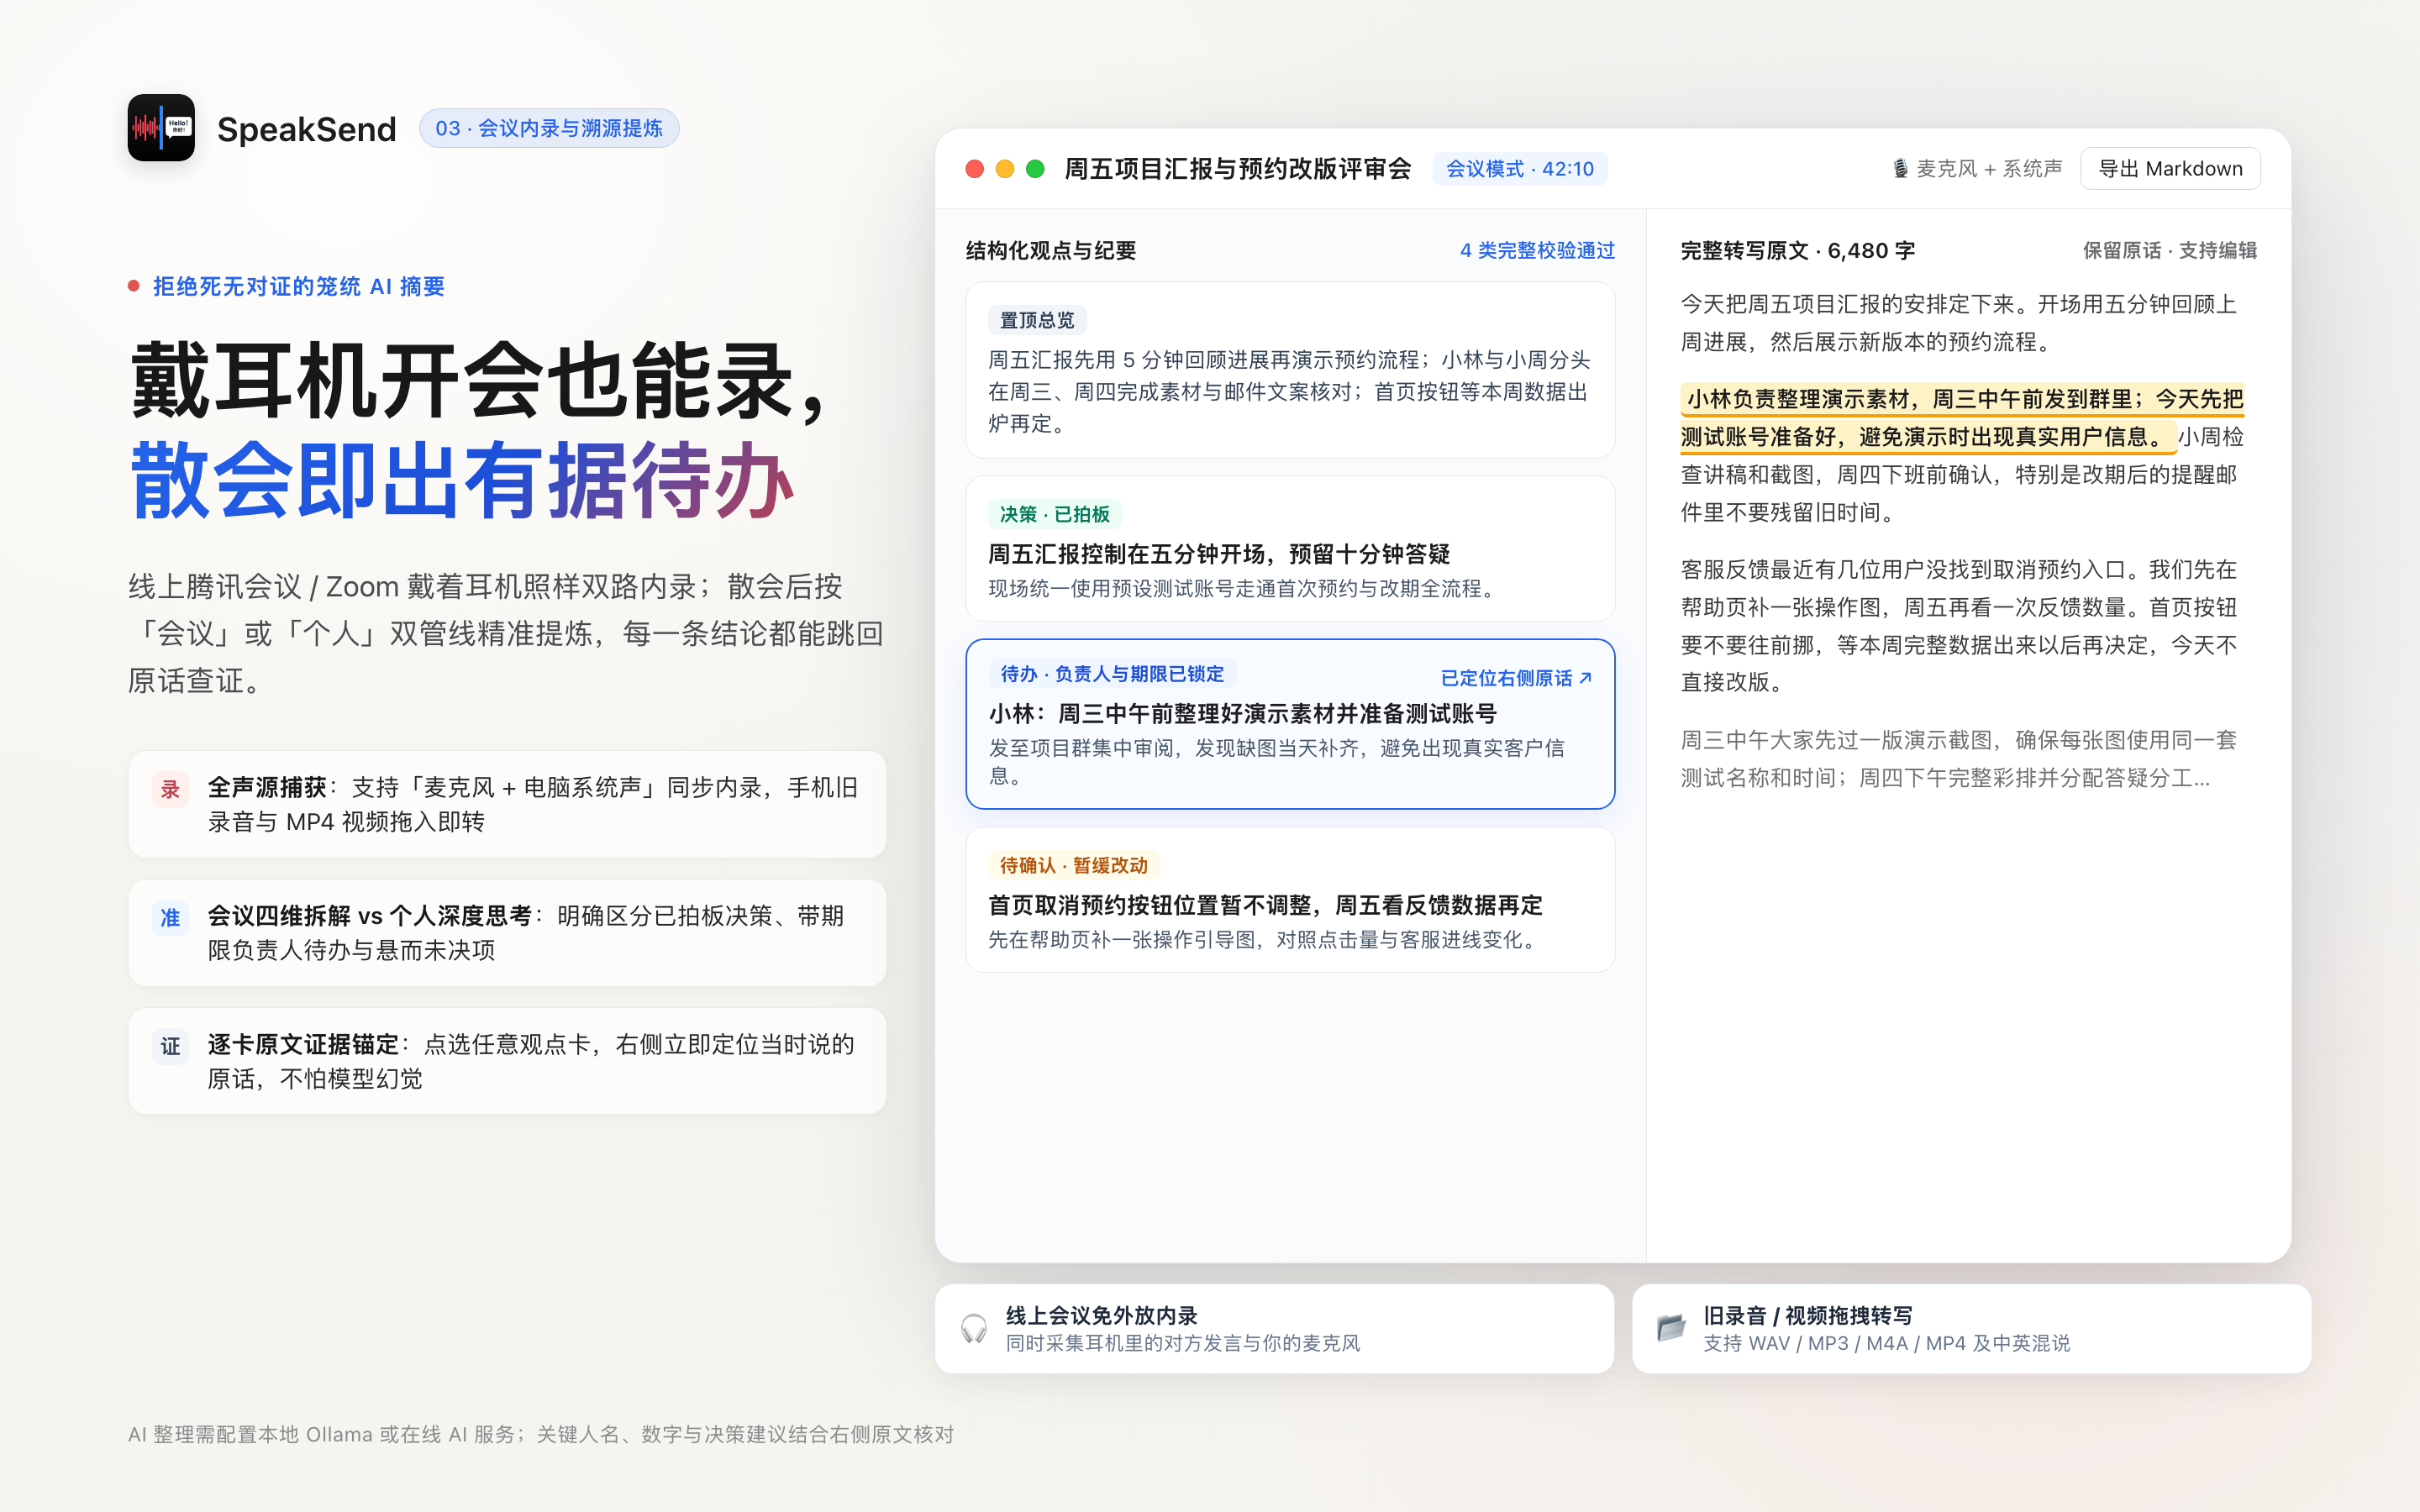 Hello!
你好!
SpeakSend
03 · 会议内录与溯源提炼
拒绝死无对证的笼统 AI 摘要
戴耳机开会也能录，
散会即出有据待办
线上腾讯会议 / Zoom 戴着耳机照样双路内录；散会后按
「会议」或「个人」双管线精准提炼，每一条结论都能跳回
原话查证。
录
全声源捕获：支持「麦克风 + 电脑系统声」同步内录，手机旧
录音与 MP4 视频拖入即转
准
会议四维拆解 vs 个人深度思考：明确区分已拍板决策、带期
限负责人待办与悬而未决项
证
逐卡原文证据锚定：点选任意观点卡，右侧立即定位当时说的
原话，不怕模型幻觉
AI 整理需配置本地 Ollama 或在线 AI 服务；关键人名、数字与决策建议结合右侧原文核对
周五项目汇报与预约改版评审会
会议模式 · 42:10
麦克风 + 系统声
导出 Markdown
结构化观点与纪要
4 类完整校验通过
置顶总览
周五汇报先用 5 分钟回顾进展再演示预约流程；小林与小周分头
在周三、周四完成素材与邮件文案核对；首页按钮等本周数据出
炉再定。
决策 · 已拍板
周五汇报控制在五分钟开场，预留十分钟答疑
现场统一使用预设测试账号走通首次预约与改期全流程。
待办 · 负责人与期限已锁定
已定位右侧原话 ↗
小林：周三中午前整理好演示素材并准备测试账号
发至项目群集中审阅，发现缺图当天补齐，避免出现真实客户信
息。
待确认 · 暂缓改动
首页取消预约按钮位置暂不调整，周五看反馈数据再定
先在帮助页补一张操作引导图，对照点击量与客服进线变化。
完整转写原文 · 6,480 字
保留原话 · 支持编辑
今天把周五项目汇报的安排定下来。开场用五分钟回顾上
周进展，然后展示新版本的预约流程。
小林负责整理演示素材，周三中午前发到群里；今天先把
测试账号准备好，避免演示时出现真实用户信息。小周检
查讲稿和截图，周四下班前确认，特别是改期后的提醒邮
件里不要残留旧时间。
客服反馈最近有几位用户没找到取消预约入口。我们先在
帮助页补一张操作图，周五再看一次反馈数量。首页按钮
要不要往前挪，等本周完整数据出来以后再决定，今天不
直接改版。
周三中午大家先过一版演示截图，确保每张图使用同一套
测试名称和时间；周四下午完整彩排并分配答疑分工...
线上会议免外放内录
同时采集耳机里的对方发言与你的麦克风
旧录音 / 视频拖拽转写
支持 WAV / MP3 / M4A / MP4 及中英混说